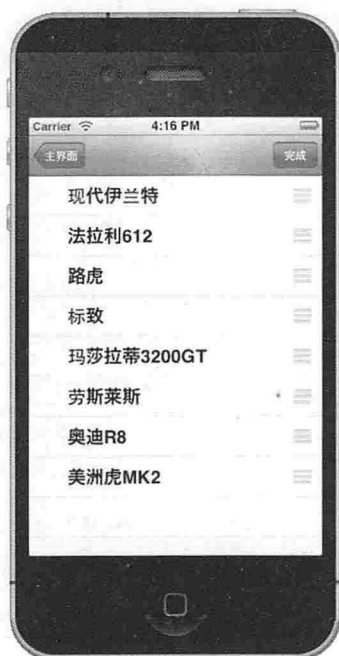 Carrier 4:16 PM
主界面 完成
现代伊兰特
法拉利612
路虎
标致
玛莎拉蒂3200GT
劳斯莱斯
奥迪R8
美洲虎MK2